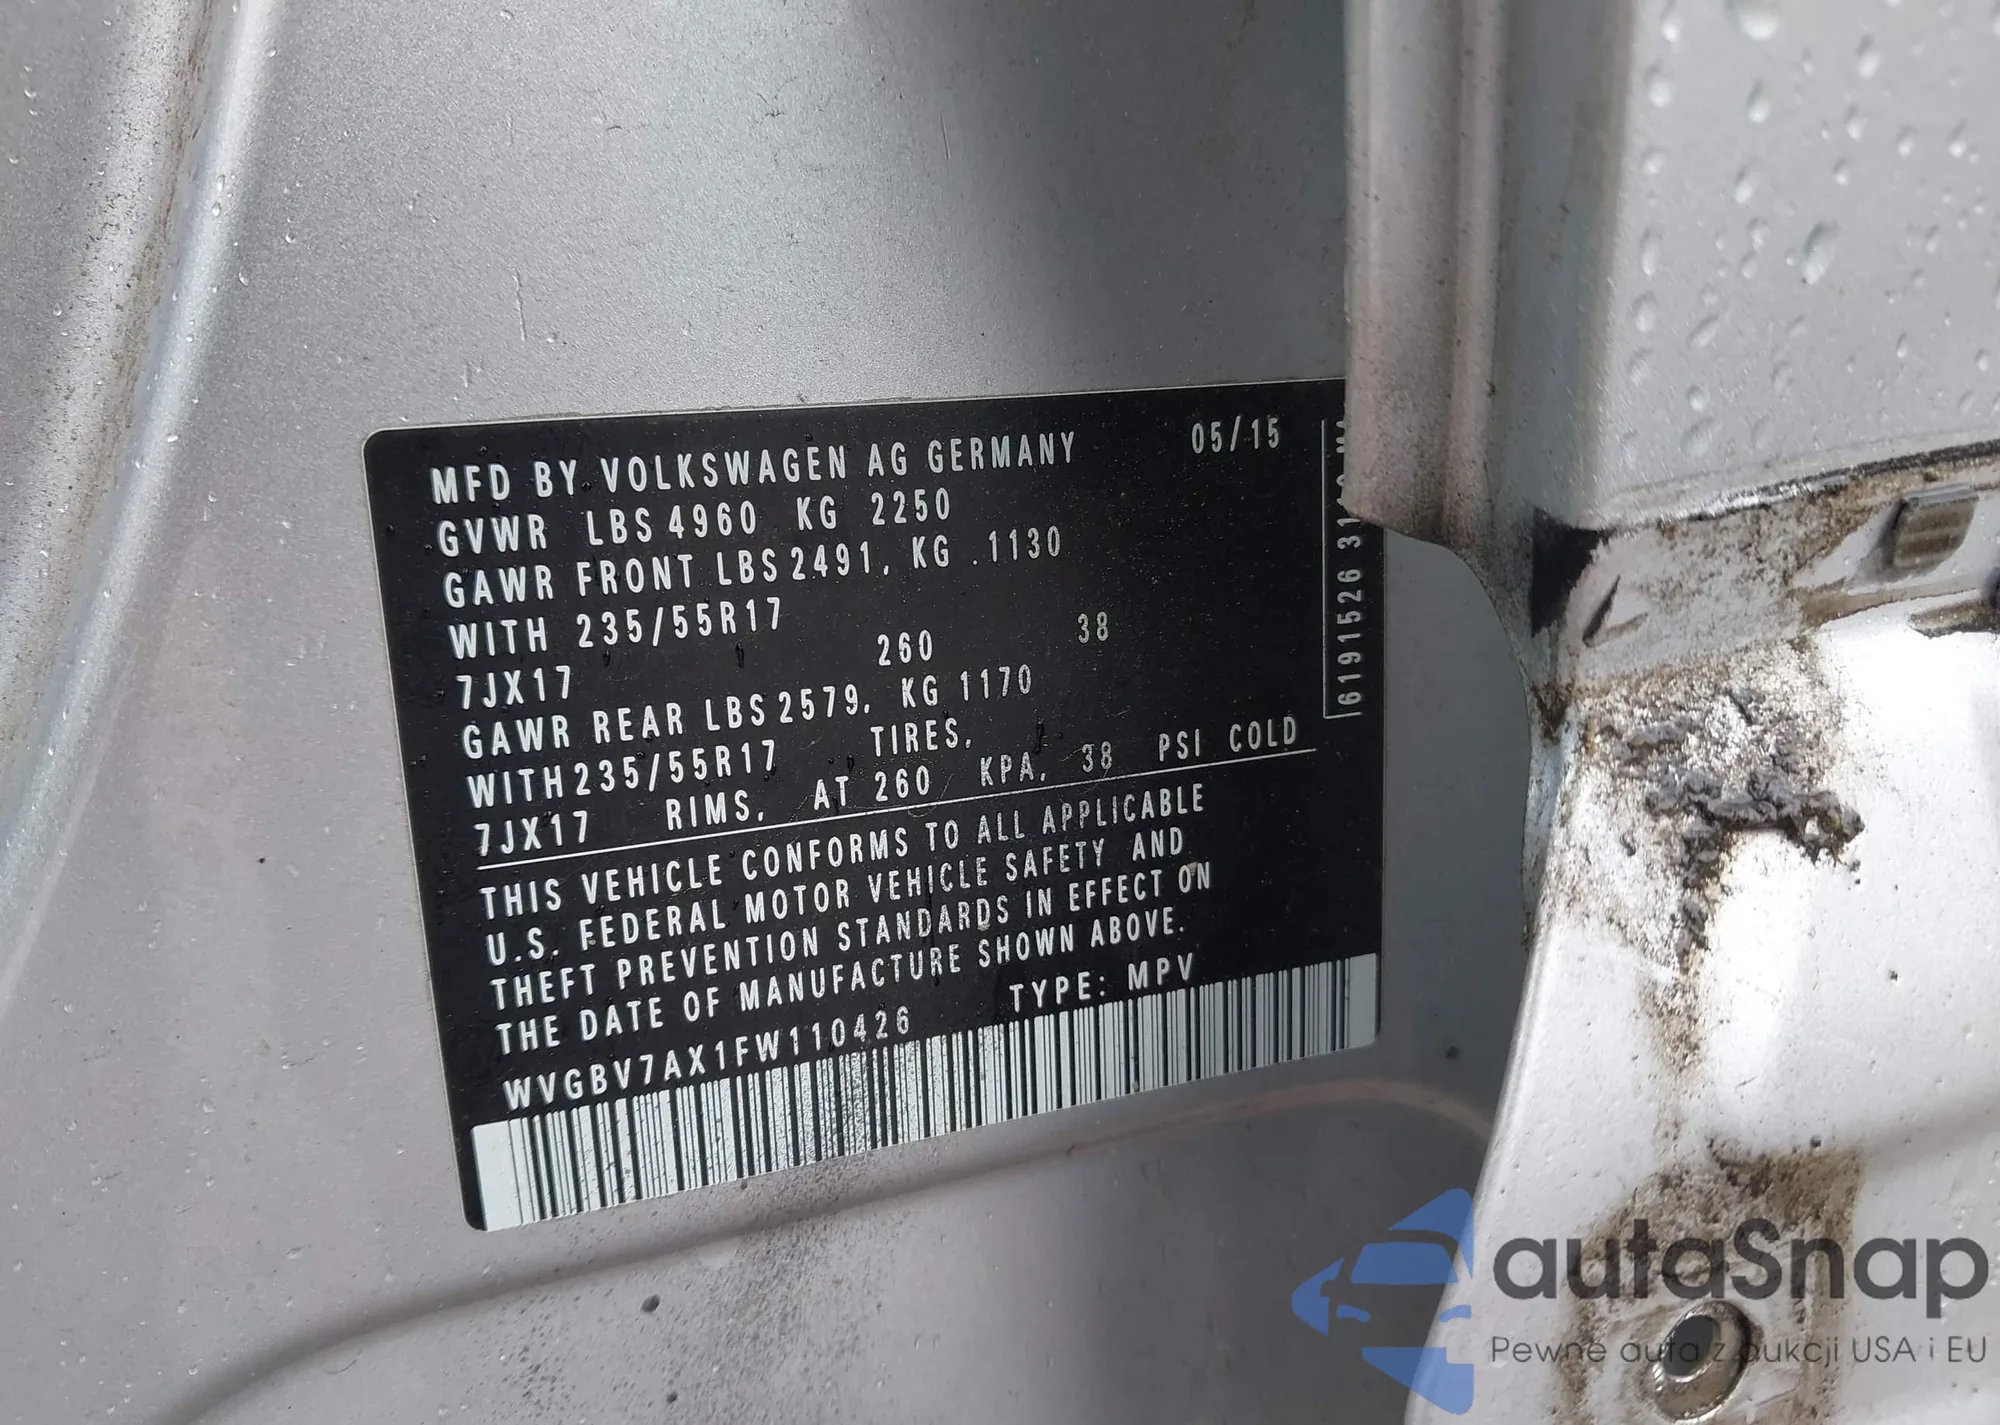 MFD BY VOLKSWAGEN AG GERMANY 05/15
GVWR LBS 4960 KG 2250
GAWR FRONT LBS 2491, KG .1130
WITH 235/55R17
7JX17 260 38
GAWR REAR LBS 2579, KG 1170
WITH 235/55R17 TIRES,
7JX17 RIMS, AT 260 KPA, 38 PSI COLD
THIS VEHICLE CONFORMS TO ALL APPLICABLE
U.S. FEDERAL MOTOR VEHICLE SAFETY AND
THEFT PREVENTION STANDARDS IN EFFECT ON
THE DATE OF MANUFACTURE SHOWN ABOVE.
WVGBV7AX1FW110426 TYPE: MPV
61915526
autaSnap
Pewne auta z aukcji USA i EU